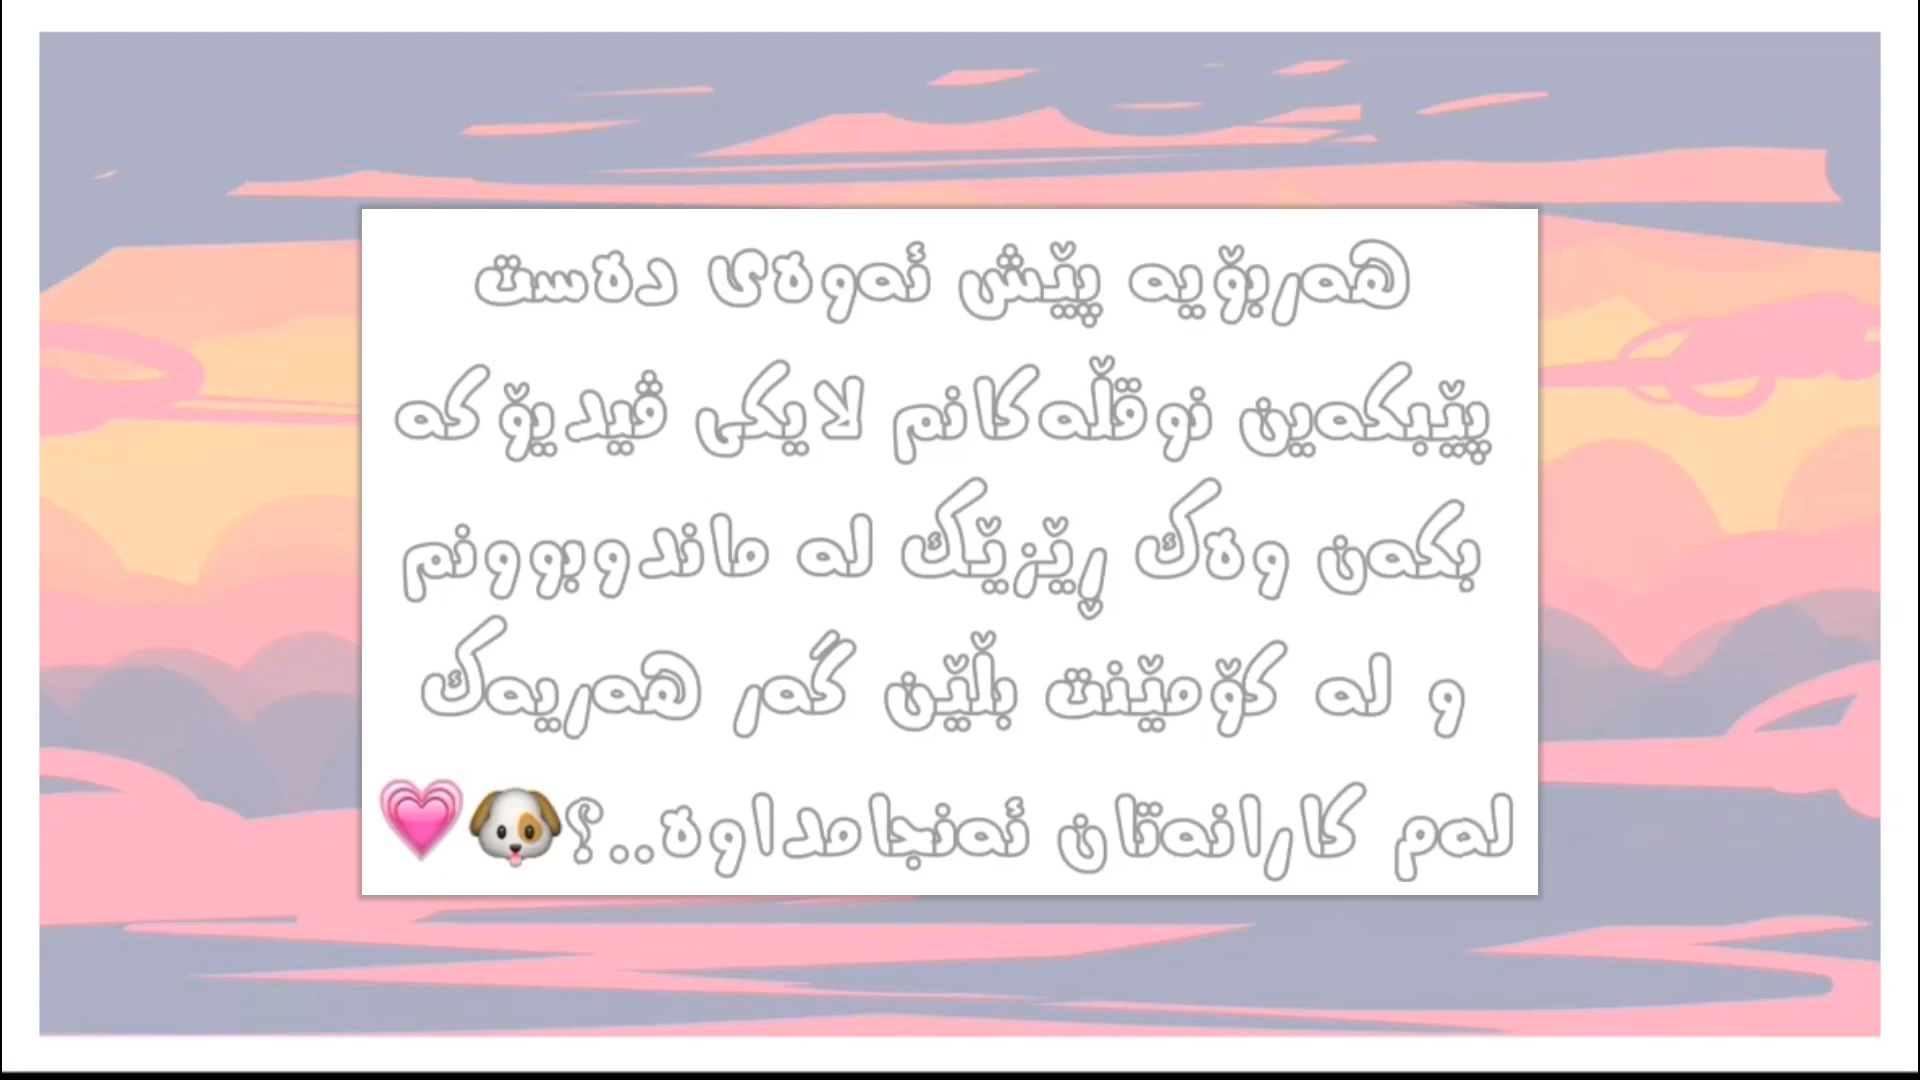 هەربۆیە پێش ئەوەی دەست
پێبکەین نوقڵەکانم لایکی ڤیدیۆکە
بکەن وەک ڕێزێک لە ماندوبوونم
و لە کۆمێنت بڵێن گەر هەریەک
لەم کارانەتان ئەنجامداوە..؟🐶💗